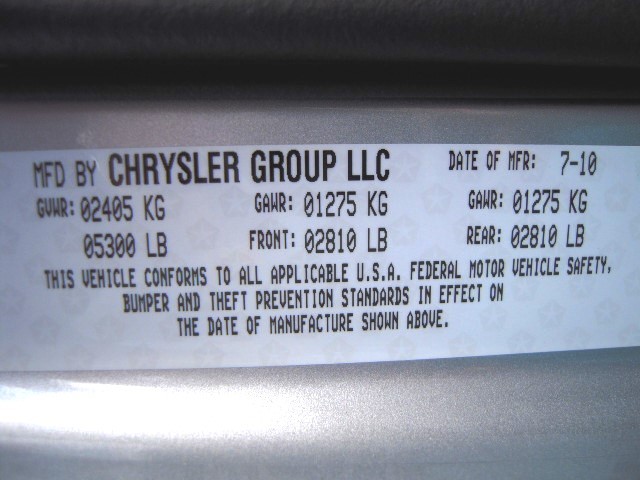 MFD BY CHRYSLER GROUP LLC DATE OF MFR: 7-10
GVWR: 02405 KG GAWR: 01275 KG GAWR: 01275 KG
05300 LB FRONT: 02810 LB REAR: 02810 LB
THIS VEHICLE CONFORMS TO ALL APPLICABLE U.S.A. FEDERAL MOTOR VEHICLE SAFETY,
BUMPER AND THEFT PREVENTION STANDARDS IN EFFECT ON
THE DATE OF MANUFACTURE SHOWN ABOVE.